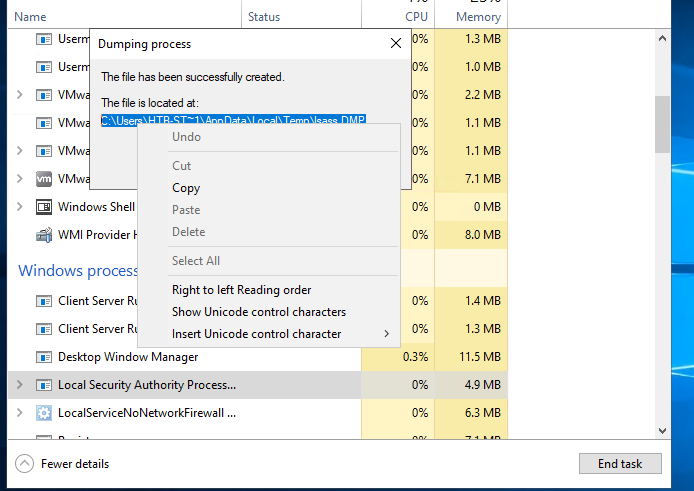 Name Status CPU Memory
Userm 0% 1.3 MB
Dumping process
Userm 0% 1.0 MB
The file has been successfully created.
VMwa 0% 2.2 MB
The file is located at:
C:\Users\HTB-ST~1\AppData\Local\Temp\lsass.DMP
VMwa 0% 1.1 MB
Undo
VMwa 0% 1.1 MB
Cut
vm VMwa 0% 7.1 MB
Copy
Windows Shell 0% 0 MB
Paste
WMI Provider H 0% 8.0 MB
Delete
Select All
Windows process
Right to left Reading order
Client Server Ru 0% 1.4 MB
Show Unicode control characters
Client Server Ru 0% 1.3 MB
Insert Unicode control character
Desktop Window Manager 0.3% 11.5 MB
Local Security Authority Process... 0% 4.9 MB
LocalServiceNoNetworkFirewall ... 0% 6.3 MB
Fewer details
End task